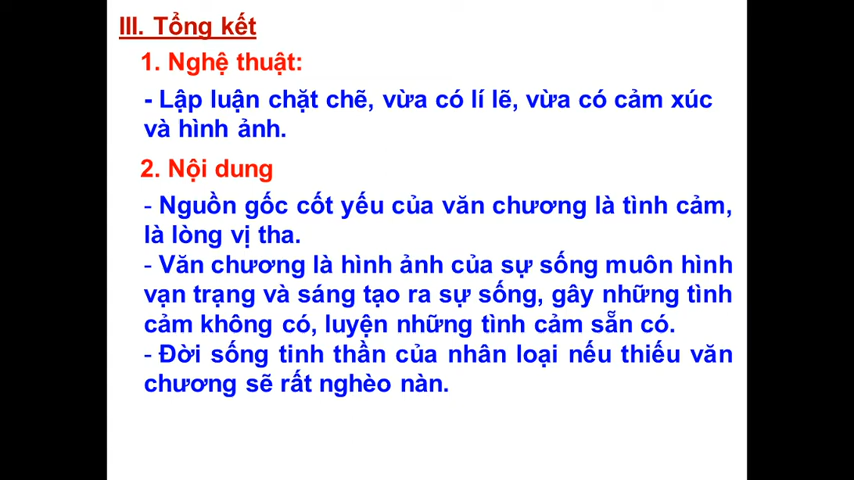 III. Tổng kết
1. Nghệ thuật:
- Lập luận chặt chẽ, vừa có lí lẽ, vừa có cảm xúc
và hình ảnh.
2. Nội dung
- Nguồn gốc cốt yếu của văn chương là tình cảm,
là lòng vị tha.
- Văn chương là hình ảnh của sự sống muôn hình
vạn trạng và sáng tạo ra sự sống, gây những tình
cảm không có, luyện những tình cảm sẵn có.
- Đời sống tinh thần của nhân loại nếu thiếu văn
chương sẽ rất nghèo nàn.